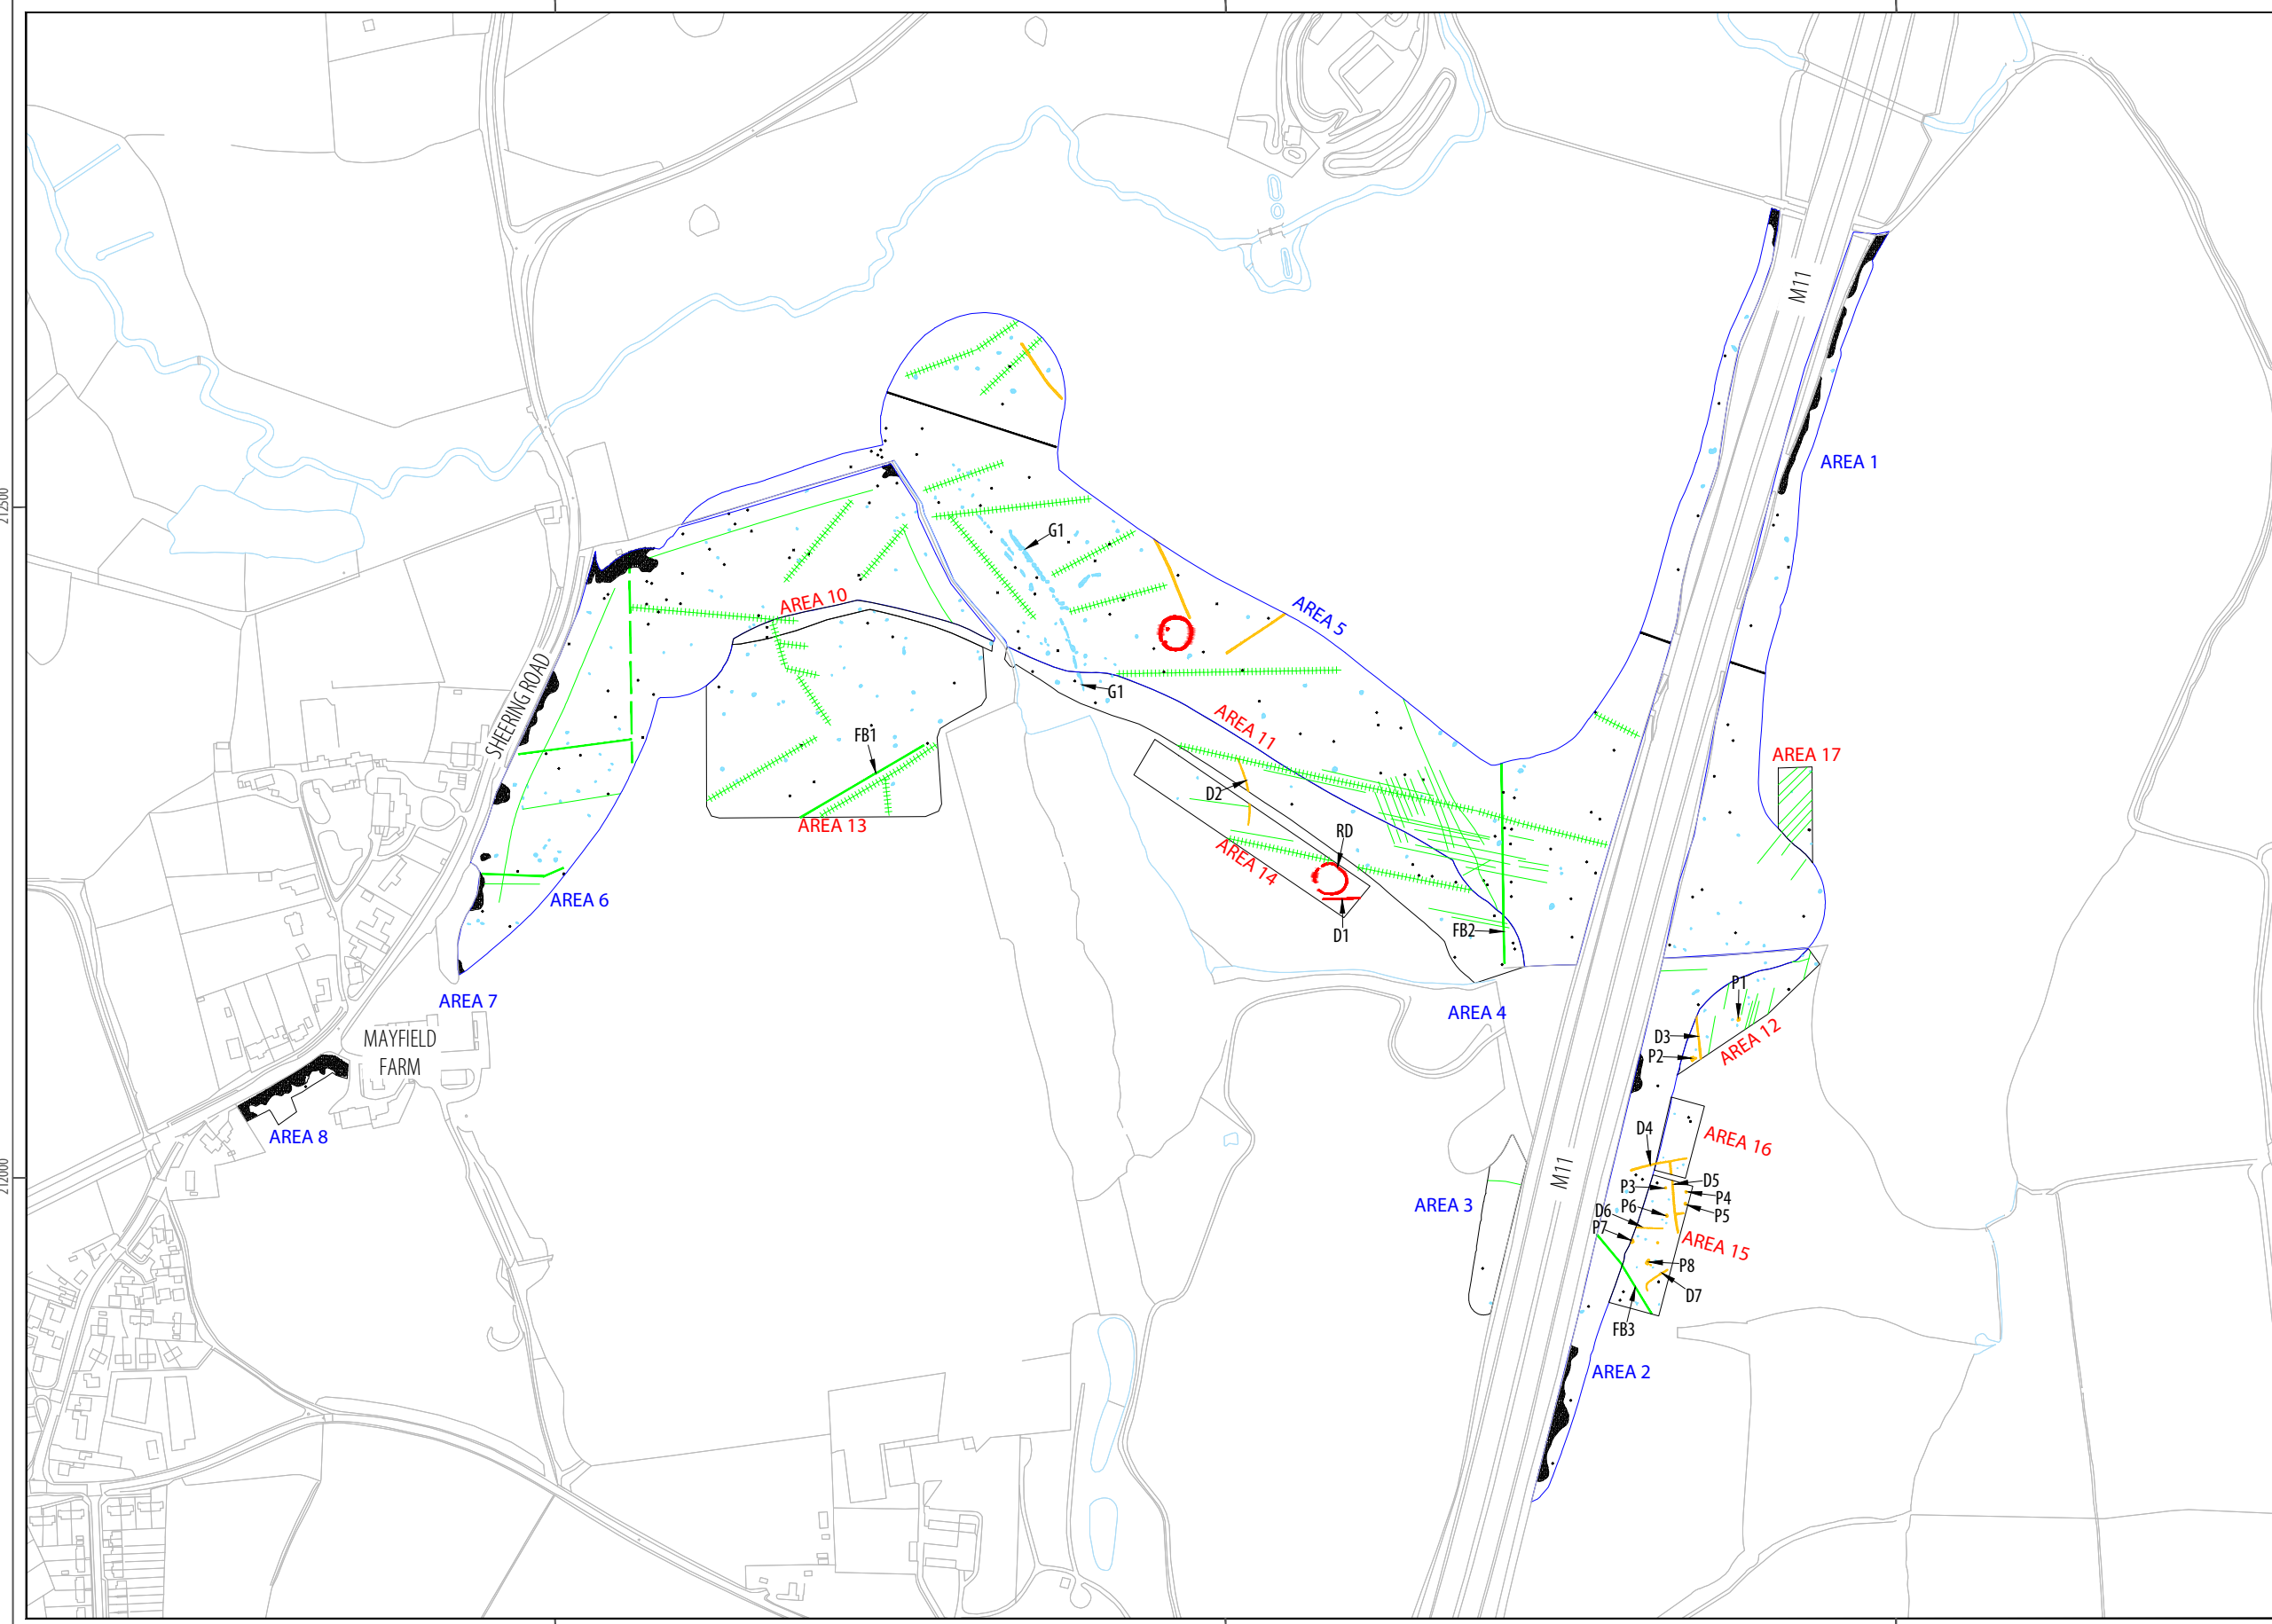 M11
AREA 1
212500
G1
AREA 10
AREA 5
SHEERING ROAD
G1
AREA 11
FB1
AREA 17
D2
AREA 13
RD
AREA 14
AREA 6
FB2
D1
P1
AREA 7
AREA 4
MAYFIELD
FARM
D3
P2
AREA 12
AREA 8
D4
AREA 16
M11
212000
P3
D5
P4
AREA 3
D6
P6
P5
P7
AREA 15
P8
D7
FB3
AREA 2